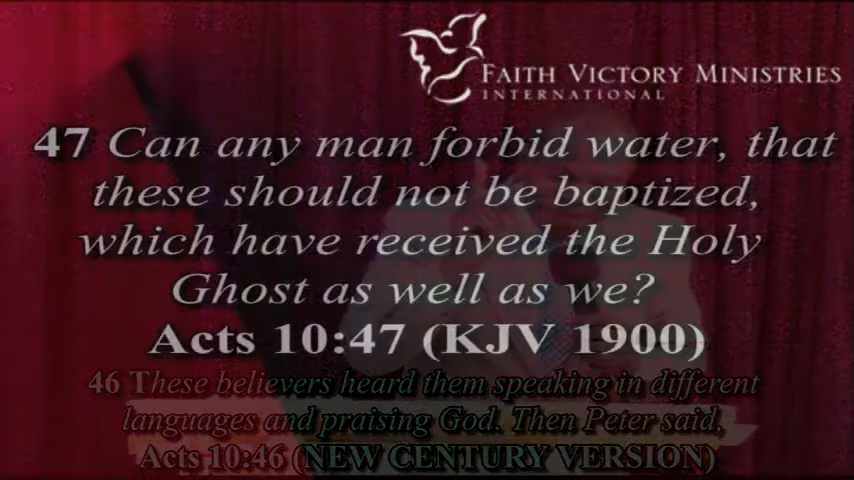 FAITH VICTORY MINISTRIES
INTERNATIONAL
47 Can any man forbid water, that
these should not be baptized,
which have received the Holy
Ghost as well as we?
Acts 10:47 (KJV 1900)
46 These believers heard them speaking in different
languages and praising God. Then Peter said,
Acts 10:46 (NEW CENTURY VERSION)